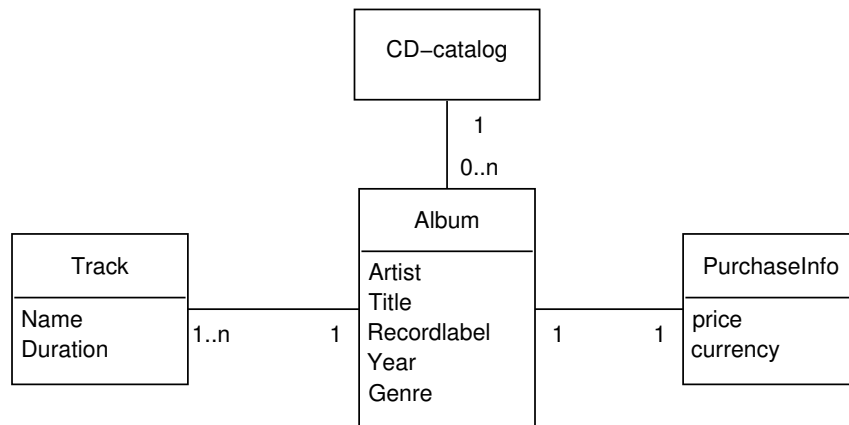 CD–catalog
1
0..n
Album
Artist
Title
Recordlabel
Year
Genre
Track
Name
Duration
1..n
1
1
1
PurchaseInfo
price
currency